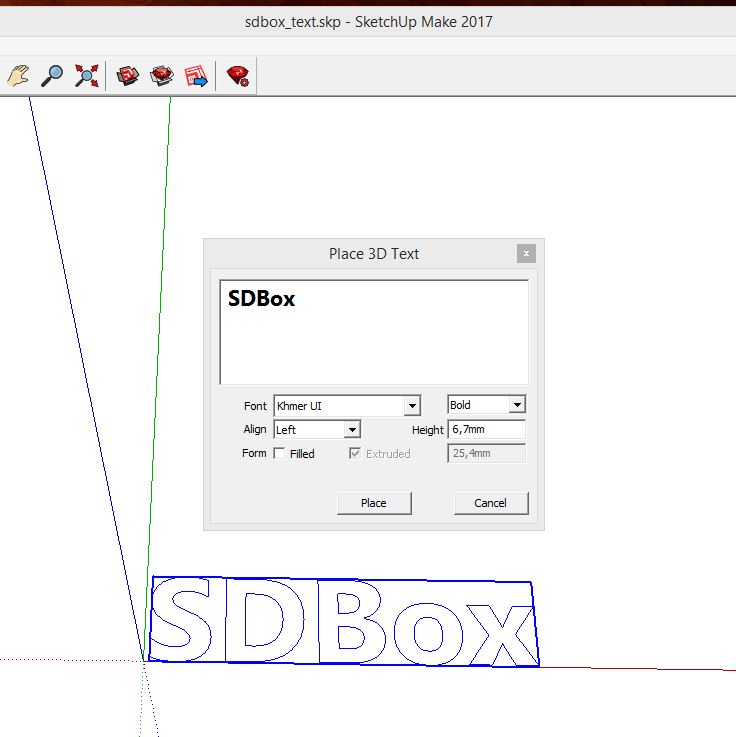 sdbox_text.skp - SketchUp Make 2017
Place 3D Text
x
SDBox
Font Khmer UI Bold
Align Left Height 6,7mm
Form Filled Extruded 25,4mm
Place Cancel
SDBox